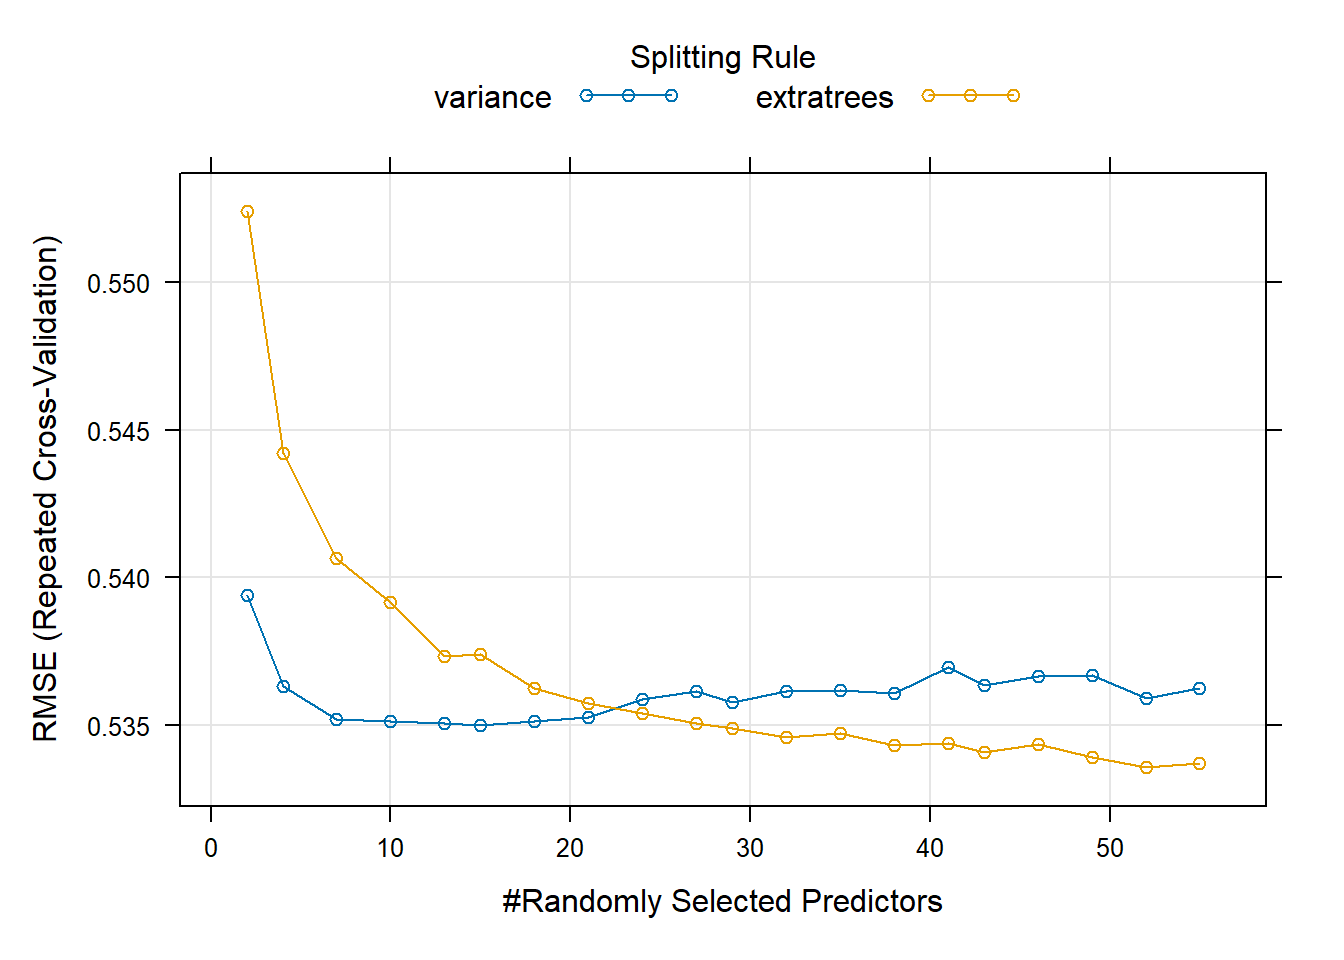 Splitting Rule
variance extratrees
RMSE (Repeated Cross-Validation)
0.550
0.545
0.540
0.535
0 10 20 30 40 50
#Randomly Selected Predictors